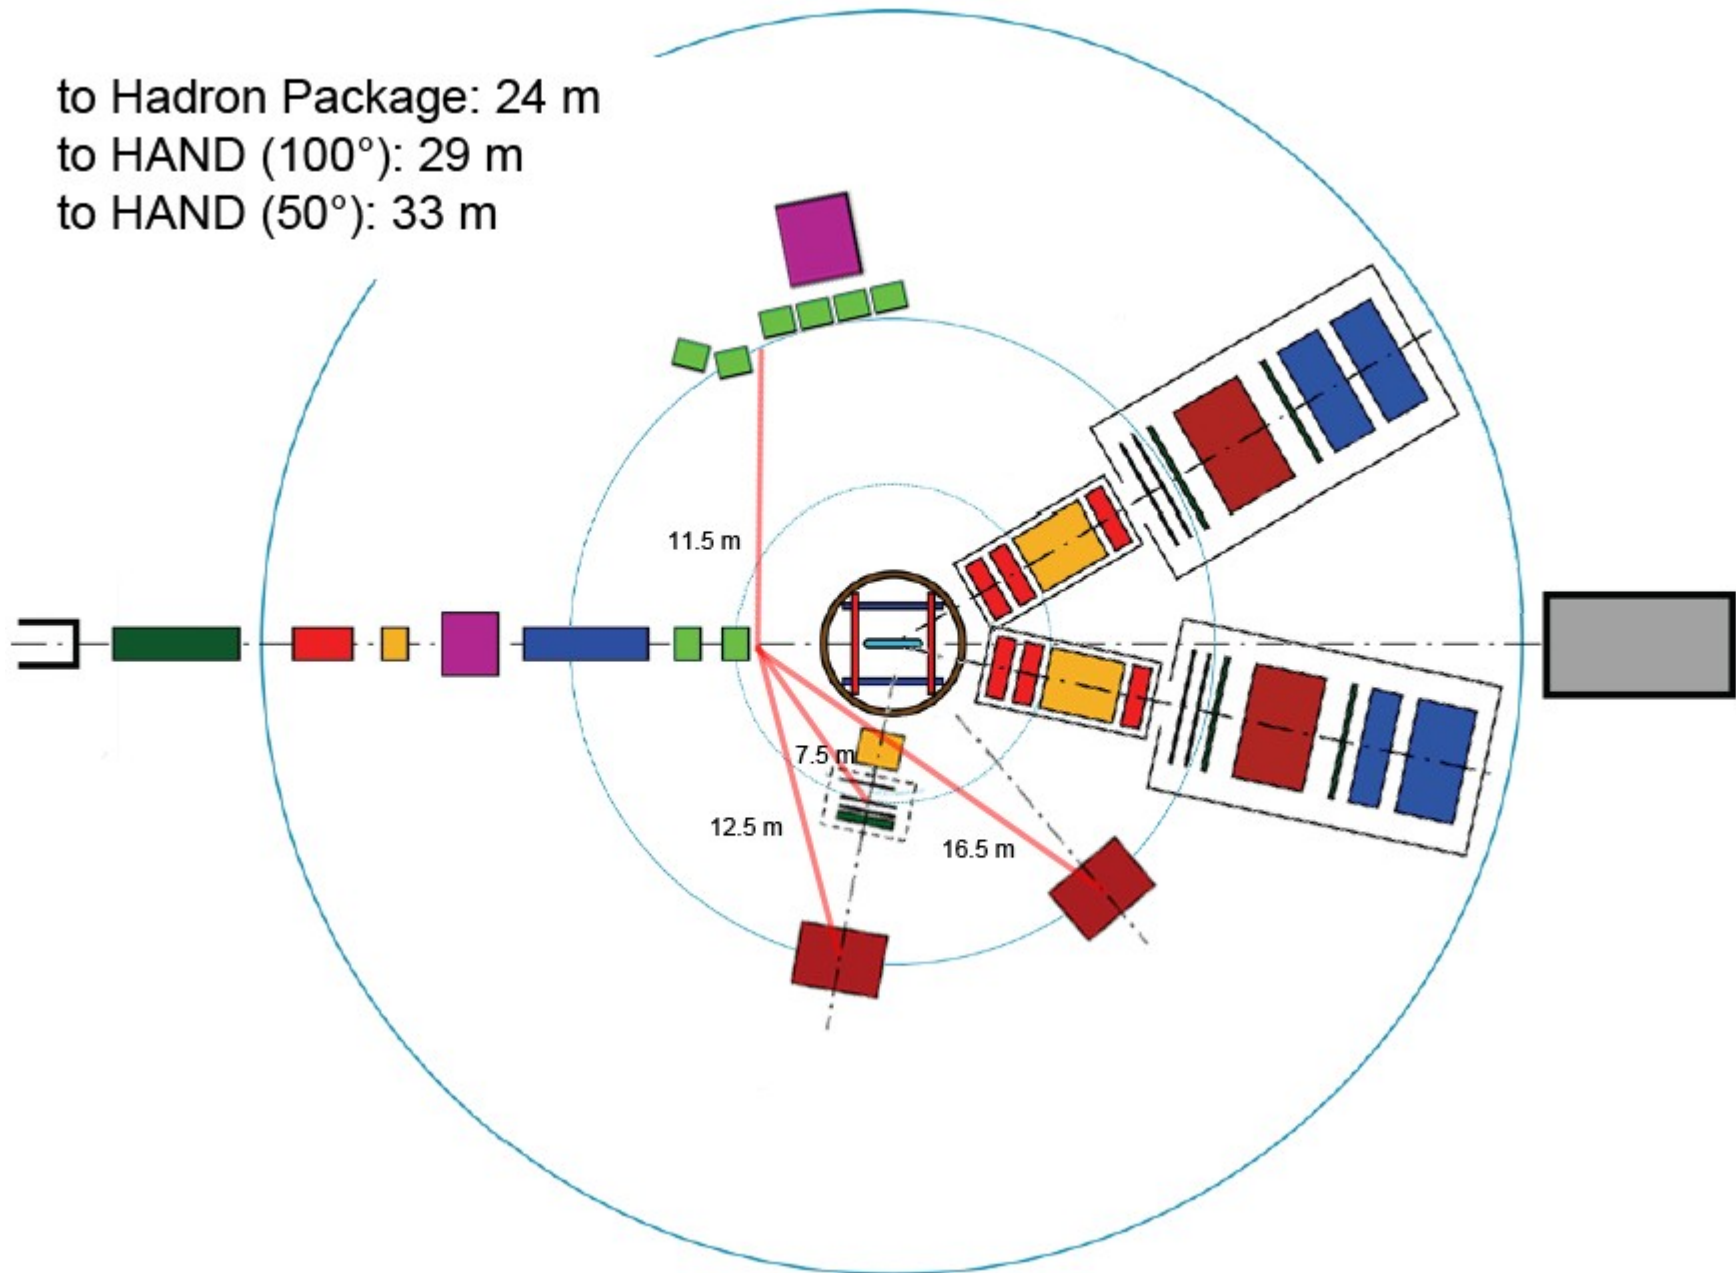 to Hadron Package: 24 m
to HAND (100°): 29 m
to HAND (50°): 33 m
11.5 m
7.5 m
12.5 m
16.5 m